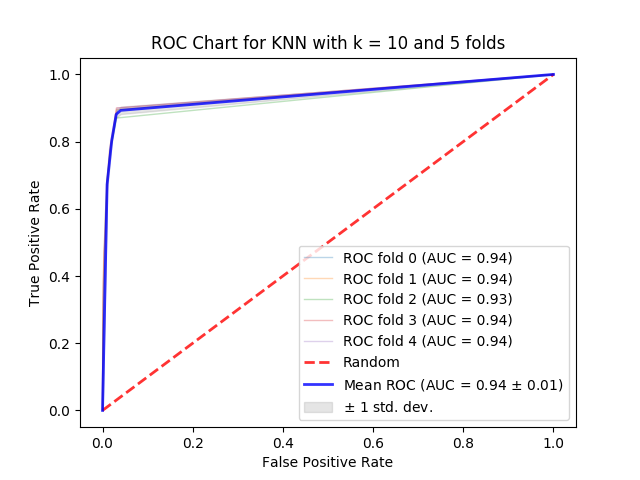 ROC Chart for KNN with k = 10 and 5 folds
True Positive Rate
1.0
0.8
0.6
0.4
0.2
0.0
ROC fold 0 (AUC = 0.94)
ROC fold 1 (AUC = 0.94)
ROC fold 2 (AUC = 0.93)
ROC fold 3 (AUC = 0.94)
ROC fold 4 (AUC = 0.94)
Random
Mean ROC (AUC = 0.94 ± 0.01)
± 1 std. dev.
0.0 0.2 0.4 0.6 0.8 1.0
False Positive Rate